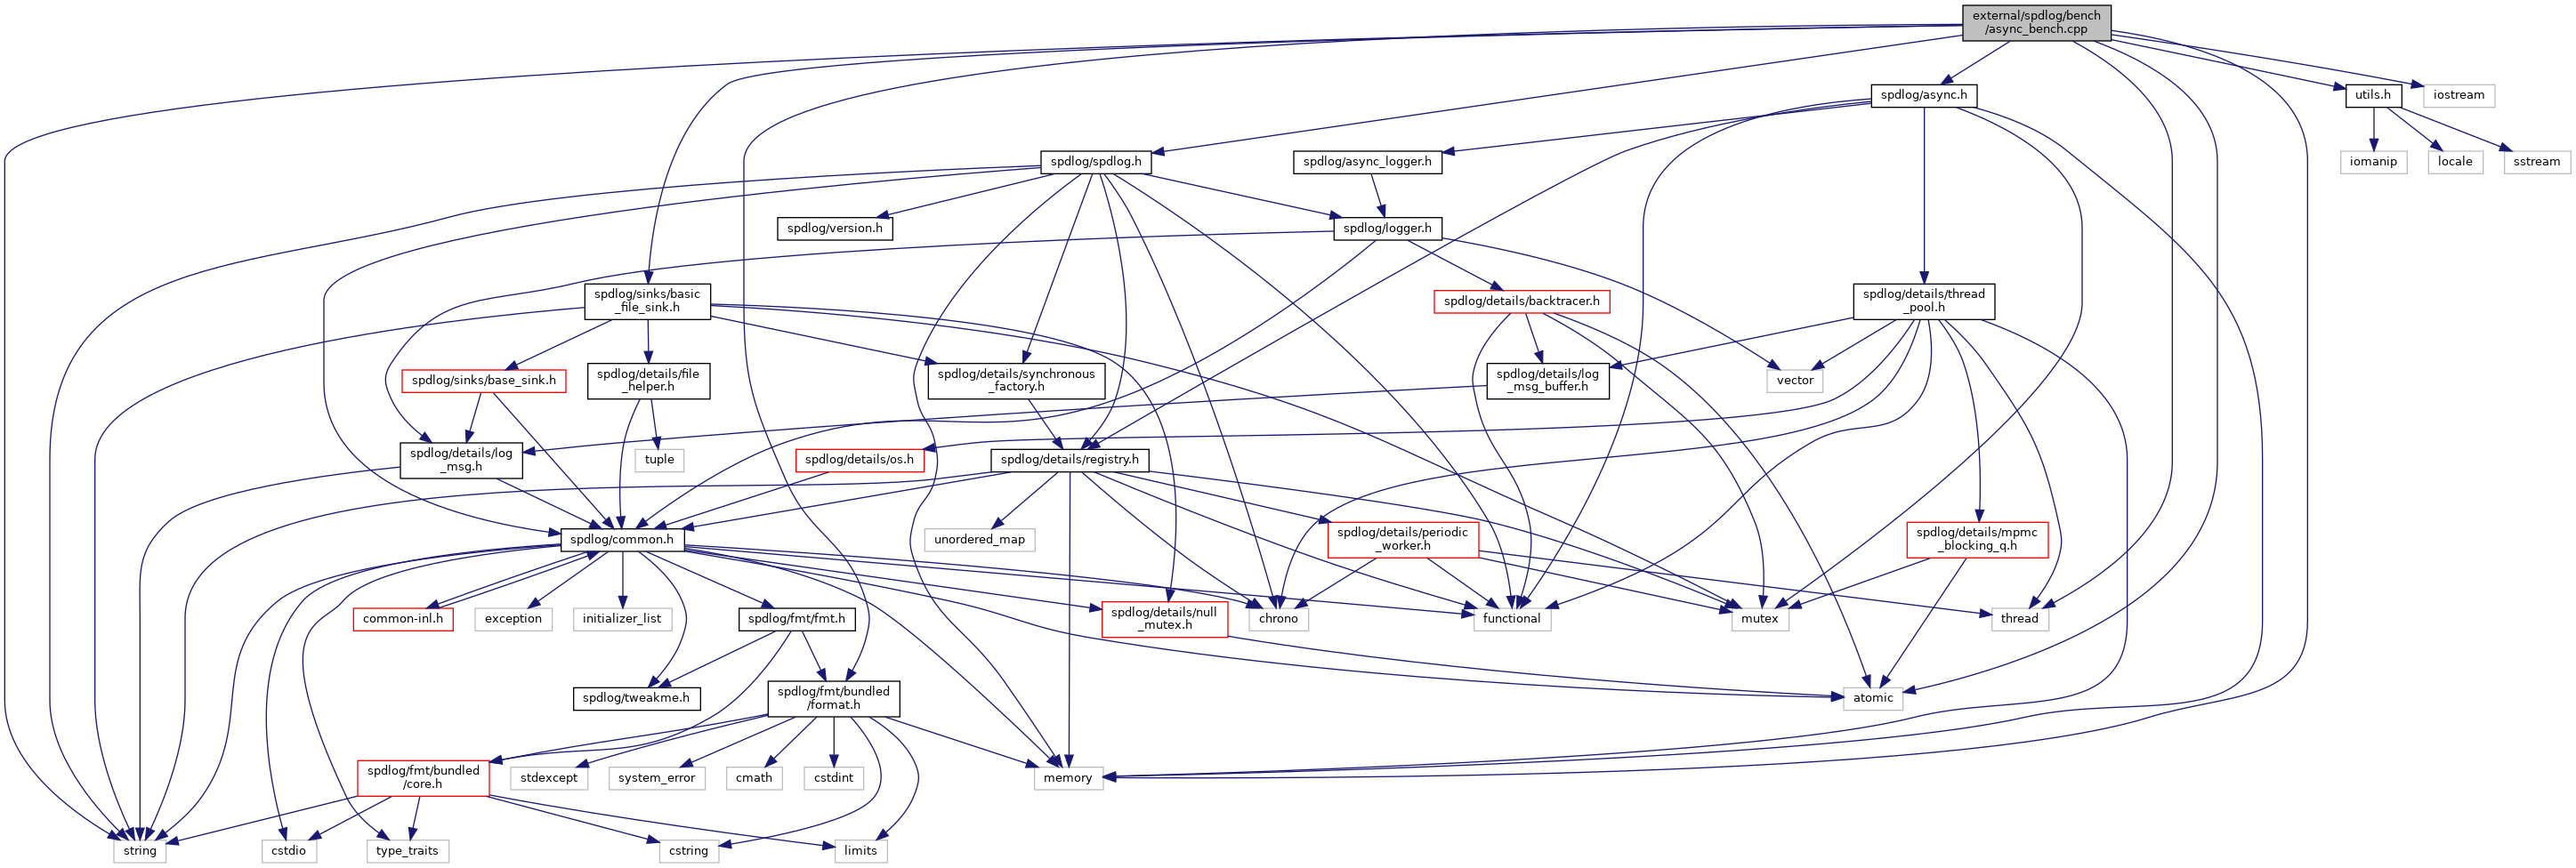 external/spdlog/bench
/async_bench.cpp
spdlog/async.h
utils.h
iostream
spdlog/spdlog.h
spdlog/async_logger.h
iomanip
locale
sstream
spdlog/version.h
spdlog/logger.h
spdlog/sinks/basic
_file_sink.h
spdlog/details/backtracer.h
spdlog/details/thread
_pool.h
spdlog/sinks/base_sink.h
spdlog/details/file
_helper.h
spdlog/details/synchronous
_factory.h
spdlog/details/log
_msg_buffer.h
vector
spdlog/details/log
_msg.h
tuple
spdlog/details/os.h
spdlog/details/registry.h
spdlog/common.h
unordered_map
spdlog/details/periodic
_worker.h
spdlog/details/mpmc
_blocking_q.h
common-inl.h
exception
initializer_list
spdlog/fmt/fmt.h
spdlog/details/null
_mutex.h
chrono
functional
mutex
thread
spdlog/tweakme.h
spdlog/fmt/bundled
/format.h
atomic
spdlog/fmt/bundled
/core.h
stdexcept
system_error
cmath
cstdint
memory
string
cstdio
type_traits
cstring
limits